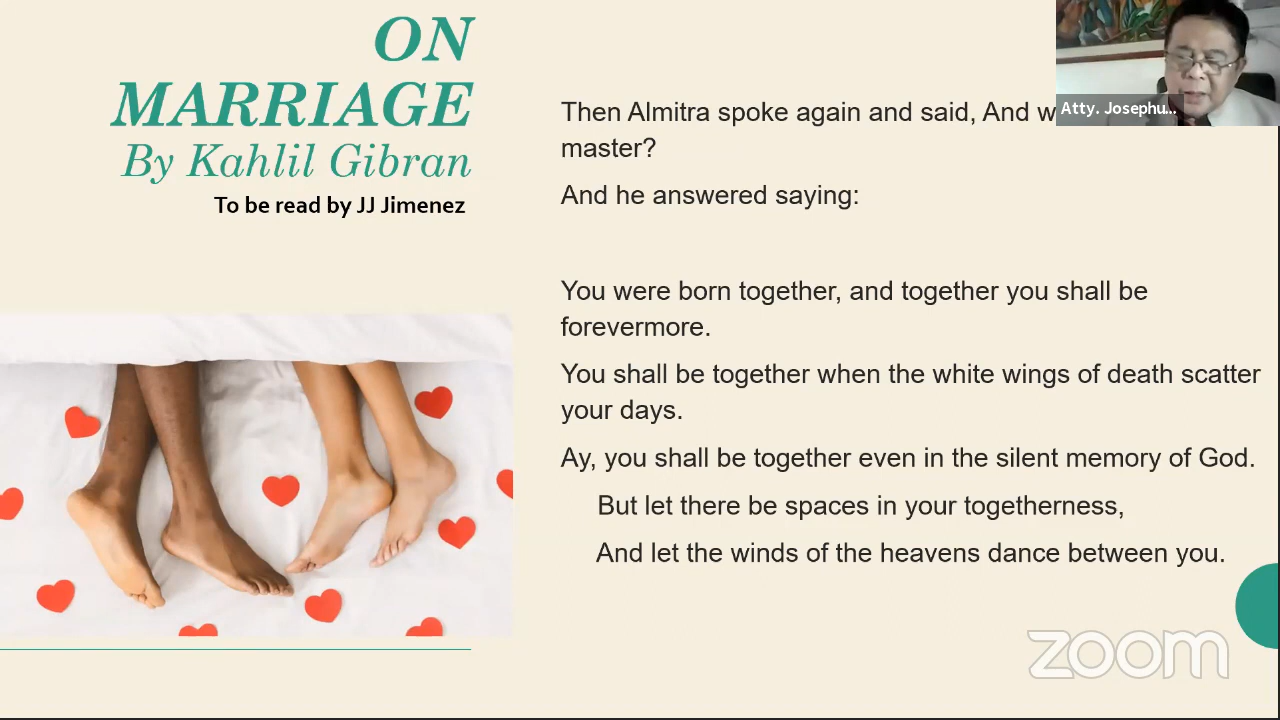 ON
MARRIAGE
By Kahlil Gibran
To be read by JJ Jimenez
Then Almitra spoke again and said, And
master?
And he answered saying:
You were born together, and together you shall be
forevermore.
You shall be together when the white wings of death scatter
your days.
Ay, you shall be together even in the silent memory of God.
But let there be spaces in your togetherness,
And let the winds of the heavens dance between you.
Atty. Josephu...
zoom